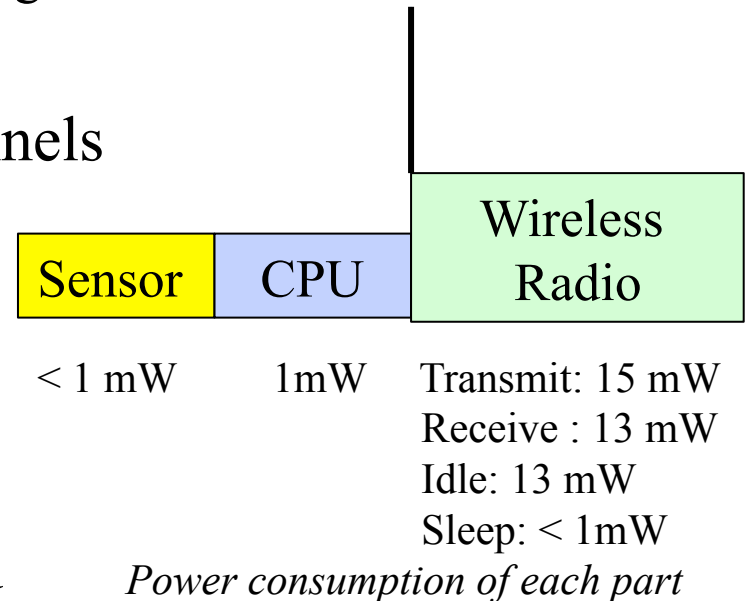 nels
Wireless
Radio
Sensor
CPU
< 1 mW
1mW
Transmit: 15 mW
Receive : 13 mW
Idle: 13 mW
Sleep: < 1mW
Power consumption of each part